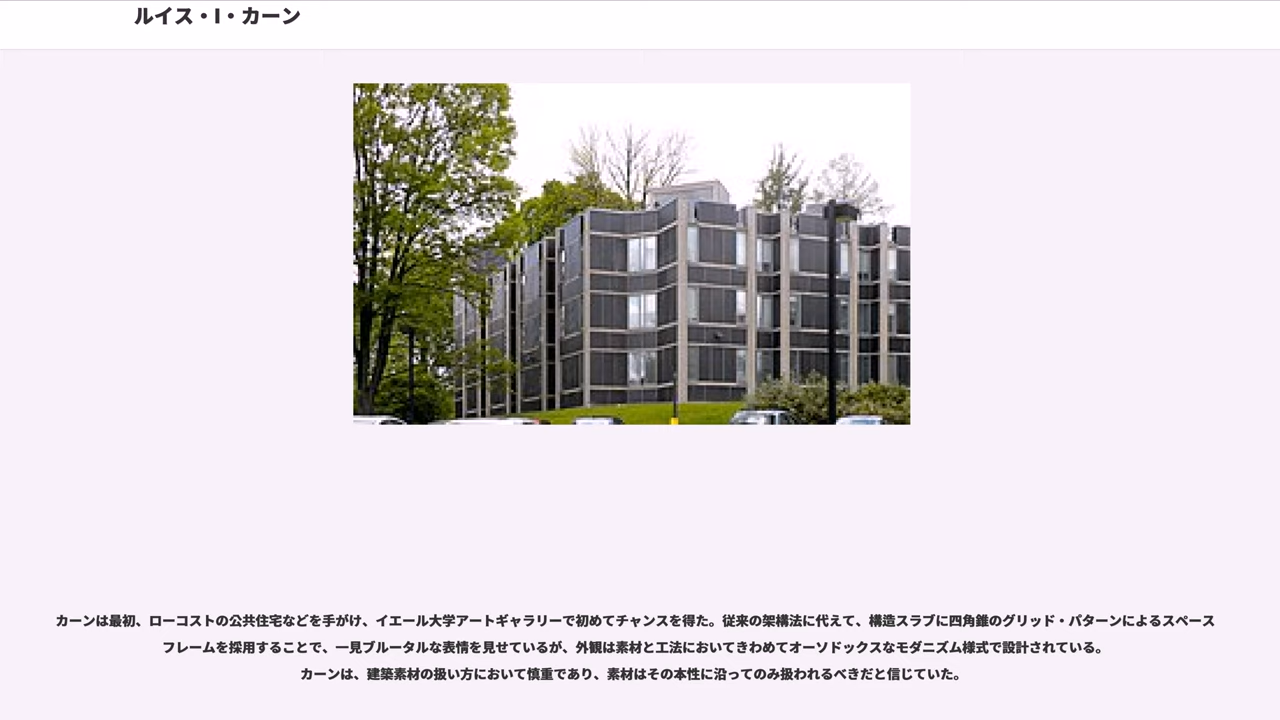 ルイス・I・カーン
カーンは最初、ローコストの公共住宅などを手がけ、イエール大学アートギャラリーで初めてチャンスを得た。従来の架構法に代えて、構造スラブに四角錐のグリッド・パターンによるスペース
フレームを採用することで、一見ブルータルな表情を見せているが、外観は素材と工法においてきわめてオーソドックスなモダニズム様式で設計されている。
カーンは、建築素材の扱い方において慎重であり、素材はその本性に沿ってのみ扱われるべきだと信じていた。